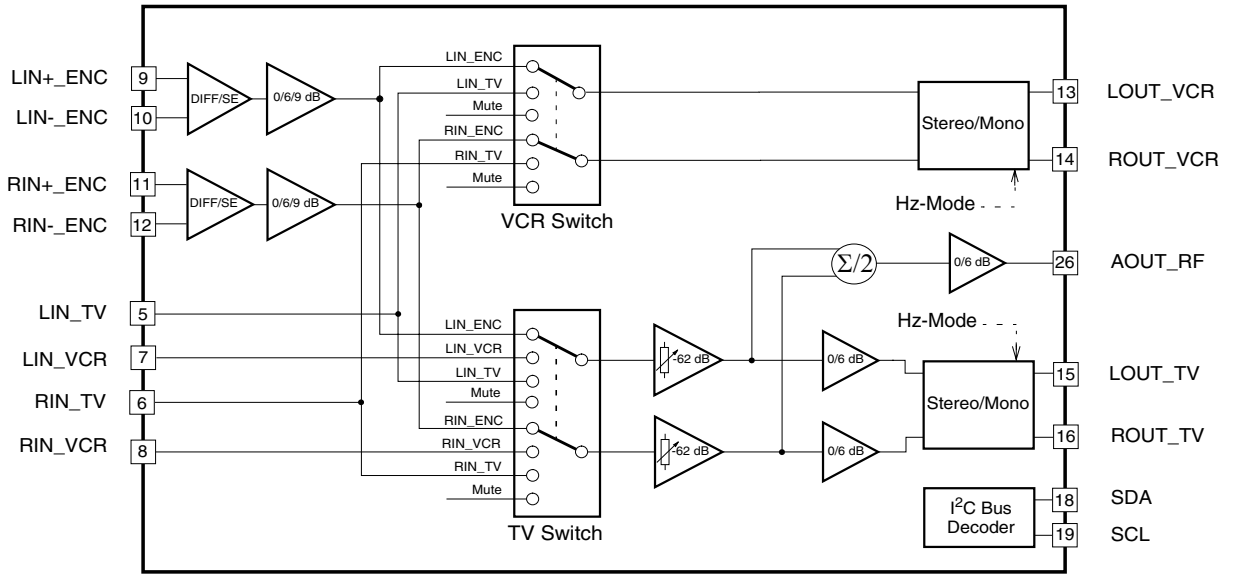 LIN+_ENC
9
LIN-_ENC
10
DIFF/SE
0/6/9 dB
RIN+_ENC
11
RIN-_ENC
12
DIFF/SE
0/6/9 dB
LIN_TV
5
LIN_VCR
7
RIN_TV
6
RIN_VCR
8
LIN_ENC
LIN_TV
Mute
RIN_ENC
RIN_TV
Mute
VCR Switch
LIN_ENC
LIN_VCR
LIN_TV
Mute
RIN_ENC
RIN_VCR
RIN_TV
Mute
TV Switch
-62 dB
-62 dB
Σ/2
0/6 dB
0/6 dB
0/6 dB
Stereo/Mono
Hz-Mode
Hz-Mode
Stereo/Mono
I²C Bus
Decoder
13
LOUT_VCR
14
ROUT_VCR
26
AOUT_RF
15
LOUT_TV
16
ROUT_TV
18
SDA
19
SCL